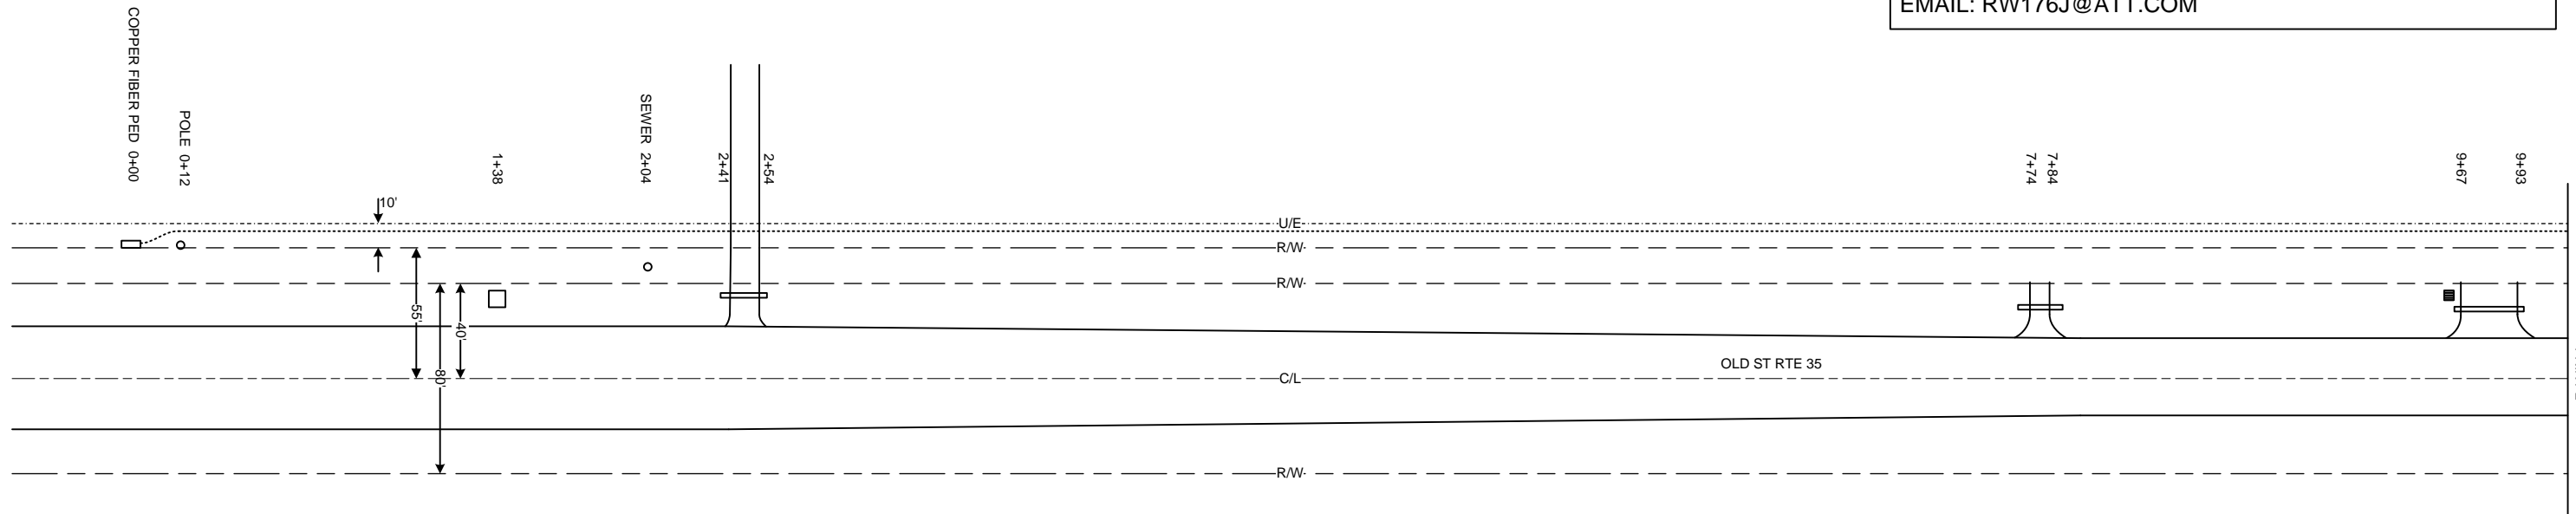 EMAIL: RW176J@ATT.COM
COPPER FIBER PED 0+00
POLE 0+12
1+38
SEWER 2+04
2+41
2+54
7+74
7+84
9+67
9+93
10'
U/E
R/W
R/W
55'
40'
80'
OLD ST RTE 35
C/L
R/W